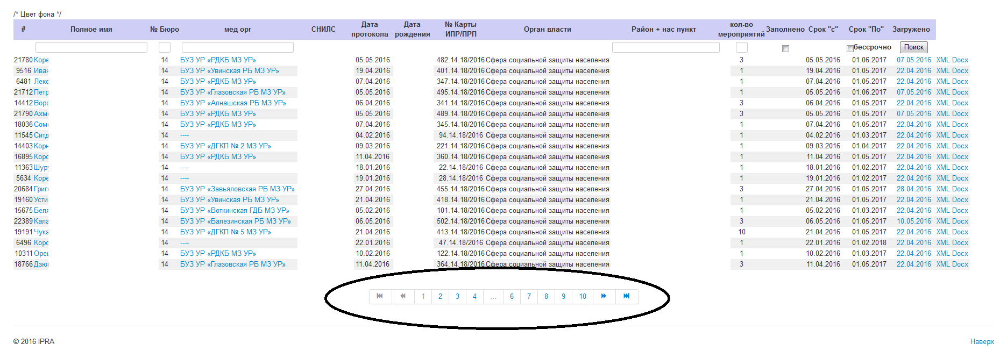 /* Цвет фона */
# Полное имя № Бюро мед орг СНИЛС Дата протокола Дата рождения № Карты ИПР/ПРП Орган власти Район + нас пункт кол-во мероприятий Заполнено Срок "с" Срок "По" Загружено
бессрочно Поиск
21780 Коре 14 БУЗ УР «РДКБ МЗ УР» 05.05.2016 482.14.18/2016 Сфера социальной защиты населения 3 05.05.2016 01.06.2017 07.05.2016 XML Docx
9516 Иван 14 БУЗ УР «Увинская РБ МЗ УР» 19.04.2016 401.14.18/2016 Сфера социальной защиты населения 1 19.04.2016 01.05.2017 22.04.2016 XML Docx
6481 Лекс 14 БУЗ УР «РДКБ МЗ УР» 07.04.2016 347.14.18/2016 Сфера социальной защиты населения 1 07.04.2016 01.05.2017 22.04.2016 XML Docx
21712 Петр 14 БУЗ УР «Глазовская РБ МЗ УР» 05.05.2016 495.14.18/2016 Сфера социальной защиты населения 1 05.05.2016 01.06.2017 07.05.2016 XML Docx
14412 Воро 14 БУЗ УР «Алнашская РБ МЗ УР» 06.04.2016 341.14.18/2016 Сфера социальной защиты населения 3 06.04.2016 01.05.2017 22.04.2016 XML Docx
21790 Ахме 14 БУЗ УР «РДКБ МЗ УР» 05.05.2016 489.14.18/2016 Сфера социальной защиты населения 3 05.05.2016 01.05.2017 07.05.2016 XML Docx
18036 Соме 14 БУЗ УР «РДКБ МЗ УР» 07.04.2016 345.14.18/2016 Сфера социальной защиты населения 1 07.04.2016 01.05.2017 22.04.2016 XML Docx
11545 Ситд 14 ---- 04.02.2016 94.14.18/2016 Сфера социальной защиты населения 1 04.02.2016 01.03.2017 22.04.2016 XML Docx
14403 Корн 14 БУЗ УР «ДГКП № 2 МЗ УР» 09.03.2016 221.14.18/2016 Сфера социальной защиты населения 1 09.03.2016 01.04.2017 22.04.2016 XML Docx
16895 Коро 14 БУЗ УР «РДКБ МЗ УР» 11.04.2016 360.14.18/2016 Сфера социальной защиты населения 1 11.04.2016 01.05.2017 22.04.2016 XML Docx
11363 Шуру 14 ---- 18.01.2016 22.14.18/2016 Сфера социальной защиты населения 1 18.01.2016 01.02.2017 22.04.2016 XML Docx
5634 Коре 14 ---- 19.01.2016 28.14.18/2016 Сфера социальной защиты населения 1 19.01.2016 01.02.2017 22.04.2016 XML Docx
20684 Григ 14 БУЗ УР «Завьяловская РБ МЗ УР» 27.04.2016 455.14.18/2016 Сфера социальной защиты населения 3 27.04.2016 01.05.2017 28.04.2016 XML Docx
19160 Усти 14 БУЗ УР «Увинская РБ МЗ УР» 21.04.2016 418.14.18/2016 Сфера социальной защиты населения 1 21.04.2016 01.05.2017 22.04.2016 XML Docx
15675 Беля 14 БУЗ УР «Воткинская ГДБ МЗ УР» 05.02.2016 101.14.18/2016 Сфера социальной защиты населения 1 05.02.2016 01.03.2017 22.04.2016 XML Docx
22389 Кала 14 БУЗ УР «Балезинская РБ МЗ УР» 06.05.2016 502.14.18/2016 Сфера социальной защиты населения 3 06.05.2016 01.05.2017 10.05.2016 XML Docx
19191 Чука 14 БУЗ УР «ДГКП № 5 МЗ УР» 21.04.2016 413.14.18/2016 Сфера социальной защиты населения 10 21.04.2016 01.05.2017 22.04.2016 XML Docx
6496 Коро 14 ---- 22.01.2016 47.14.18/2016 Сфера социальной защиты населения 1 22.01.2016 01.02.2018 22.04.2016 XML Docx
10311 Ореш 14 БУЗ УР «РДКБ МЗ УР» 10.02.2016 122.14.18/2016 Сфера социальной защиты населения 1 10.02.2016 01.03.2017 22.04.2016 XML Docx
18766 Дзюи 14 БУЗ УР «Глазовская РБ МЗ УР» 11.04.2016 364.14.18/2016 Сфера социальной защиты населения 3 11.04.2016 01.05.2017 22.04.2016 XML Docx
1 2 3 4 ... 6 7 8 9 10
© 2016 IPRA Наверх